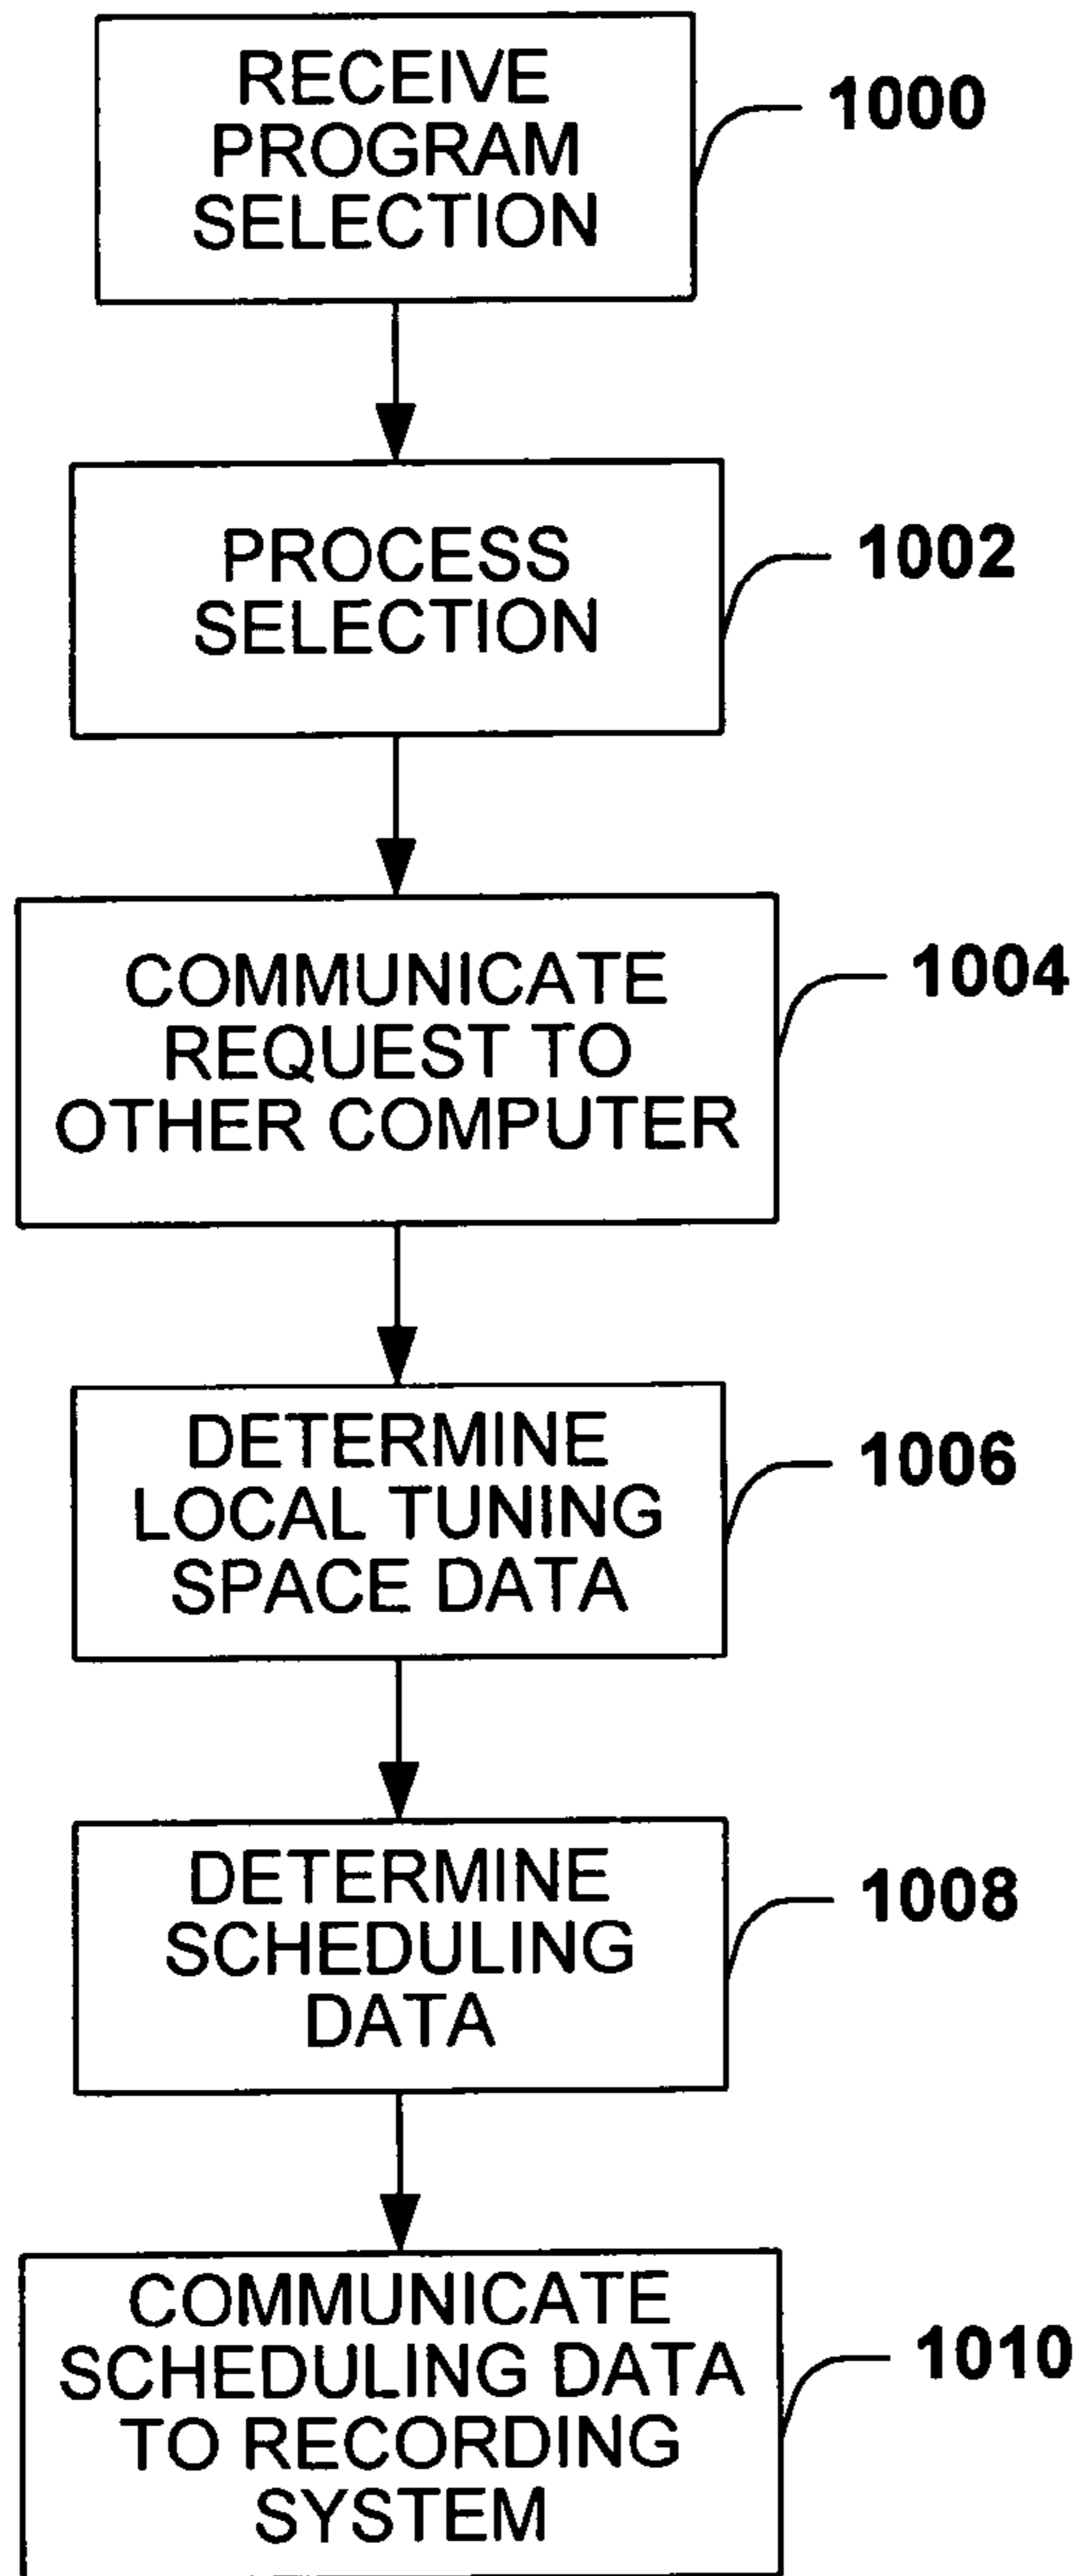 RECEIVE
PROGRAM
SELECTION
1000
PROCESS
SELECTION
1002
COMMUNICATE
REQUEST TO
OTHER COMPUTER
1004
DETERMINE
LOCAL TUNING
SPACE DATA
1006
DETERMINE
SCHEDULING
DATA
1008
COMMUNICATE
SCHEDULING DATA
TO RECORDING
SYSTEM
1010